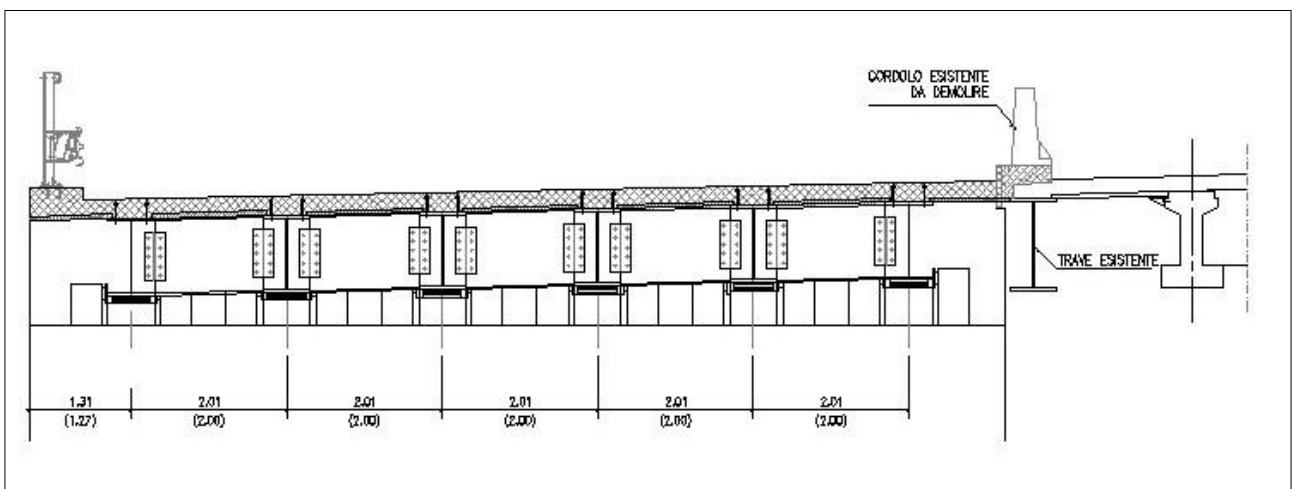 CORDOLO ESISTENTE
DA DEMOLIRE
TRAVE ESISTENTE
1.31 2.01 2.01 2.01 2.01 2.01
(1.27) (2.00) (2.00) (2.00) (2.00) (2.00)